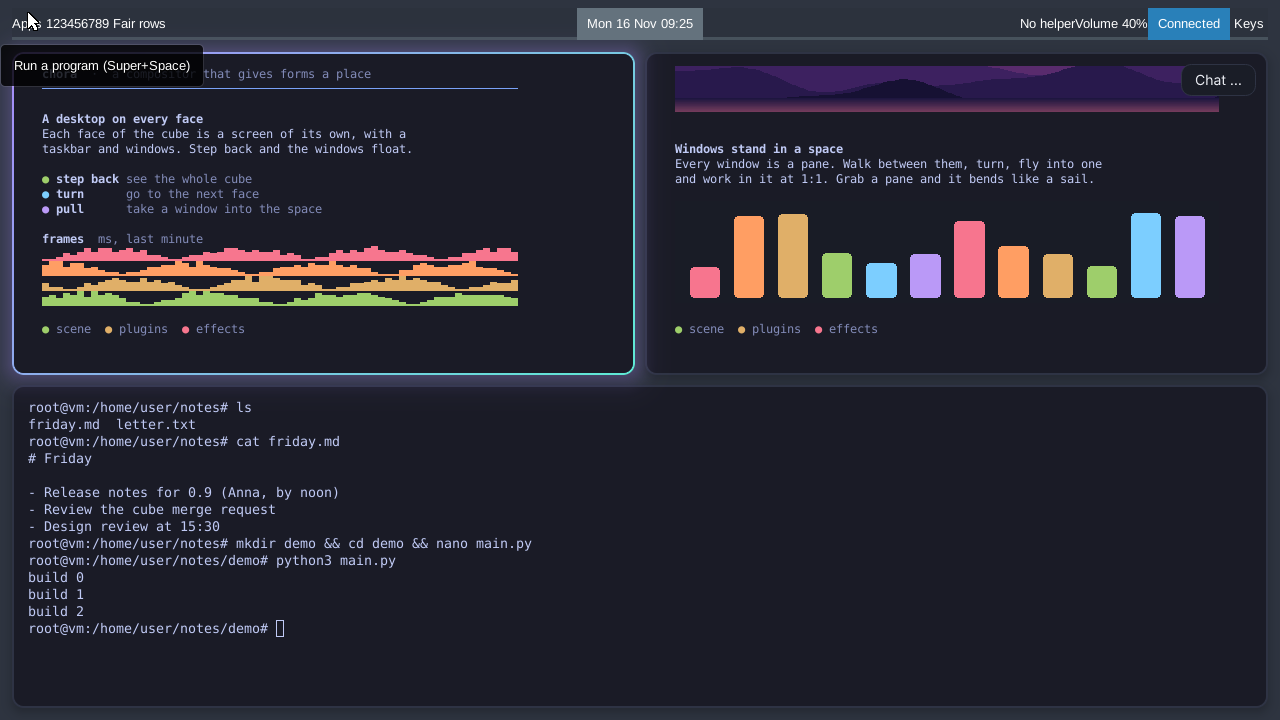 Apps 123456789 Fair rows
Mon 16 Nov 09:25
No helper Volume 40% Connected Keys
Run a program (Super+Space)
that gives forms a place
Chat ...
A desktop on every face
Each face of the cube is a screen of its own, with a
taskbar and windows. Step back and the windows float.
● step back see the whole cube
● turn go to the next face
● pull take a window into the space
frames ms, last minute
● scene ● plugins ● effects
Windows stand in a space
Every window is a pane. Walk between them, turn, fly into one
and work in it at 1:1. Grab a pane and it bends like a sail.
● scene ● plugins ● effects
root@vm:/home/user/notes# ls
friday.md  letter.txt
root@vm:/home/user/notes# cat friday.md
# Friday
- Release notes for 0.9 (Anna, by noon)
- Review the cube merge request
- Design review at 15:30
root@vm:/home/user/notes# mkdir demo && cd demo && nano main.py
root@vm:/home/user/notes/demo# python3 main.py
build 0
build 1
build 2
root@vm:/home/user/notes/demo#